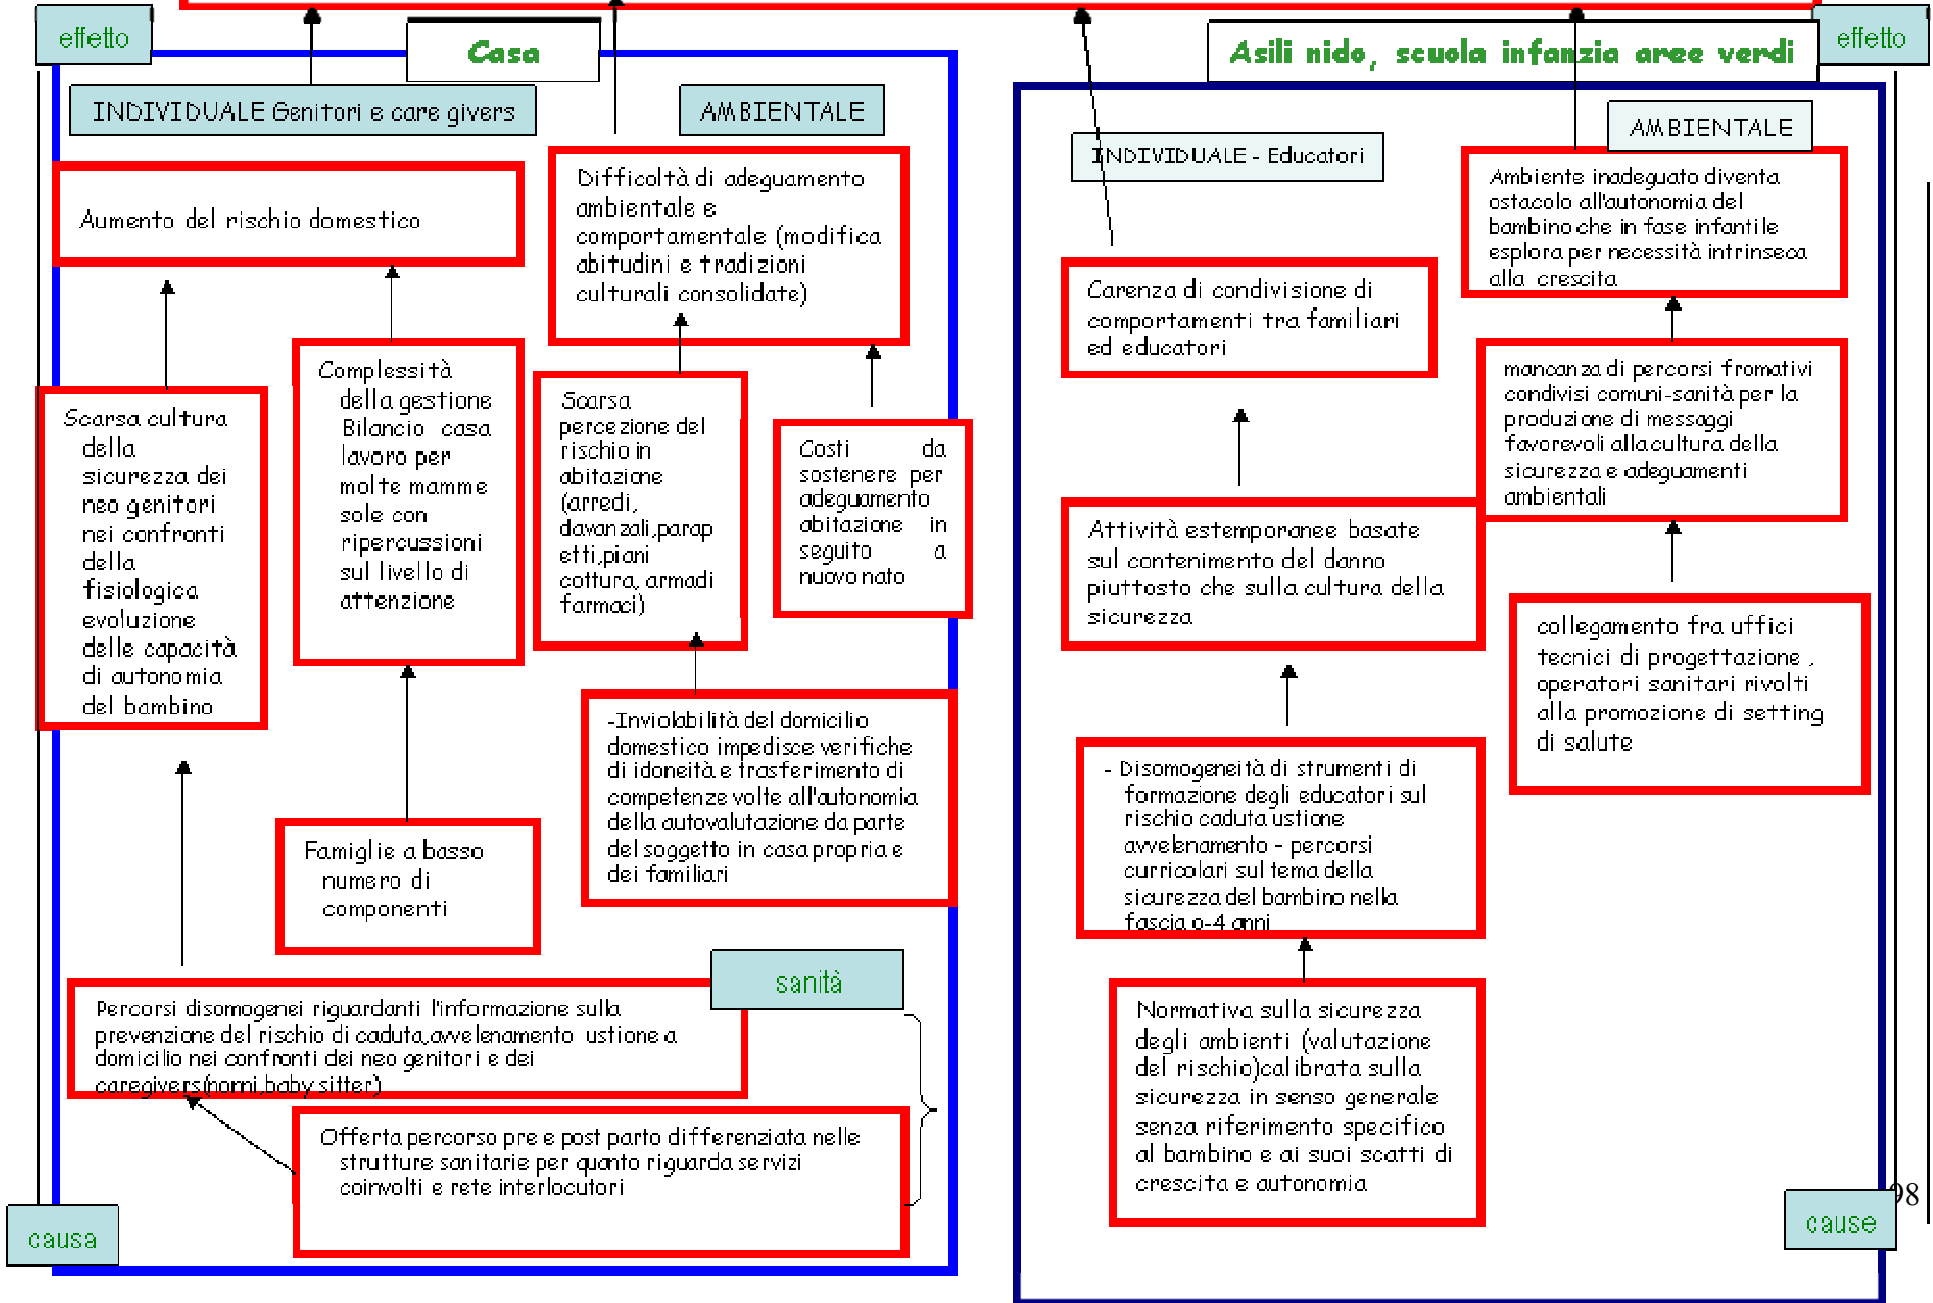 effetto
Casa
INDIVIDUALE Genitori e care givers
AMBIENTALE
Aumento del rischio domestico
Difficoltà di adeguamento
ambientale e
comportamentale (modifica
abitudini e tradizioni
culturali consolidate)
Scarsa cultura
della
sicurezza dei
neo genitori
nei confronti
della
fisiologica
evoluzione
delle capacità
di autonomia
del bambino
Complessità
della gestione
Bilancio casa
lavoro per
molte mamme
sole con
ripercussioni
sul livello di
attenzione
Scarsa
percezione del
rischio in
abitazione
(arredi,
davanzali,parap
etti,piani
cottura, armadi
farmaci)
Costi da
sostenere per
adeguamento
abitazione in
seguito a
nuovo nato
-Inviolabilità del domicilio
domestico impedisce verifiche
di idoneità e trasferimento di
competenze volte all'autonomia
della autovalutazione da parte
del soggetto in casa propria e
dei familiari
Famiglie a basso
numero di
componenti
sanità
Percorsi disomogenei riguardanti l'informazione sulla
prevenzione del rischio di caduta,avvelenamento ustione a
domicilio nei confronti dei neo genitori e dei
caregivers(nonni,baby sitter)
Offerta percorso pre e post parto differenziata nelle
strutture sanitarie per quanto riguarda servizi
coinvolti e rete interlocutori
causa
effetto
Asili nido, scuola infanzia aree verdi
INDIVIDUALE - Educatori
AMBIENTALE
Carenza di condivisione di
comportamenti tra familiari
ed educatori
Ambiente inadeguato diventa
ostacolo all'autonomia del
bambino che in fase infantile
esplora per necessità intrinseca
alla crescita
mancanza di percorsi fromativi
condivisi comuni-sanità per la
produzione di messaggi
favorevoli alla cultura della
sicurezza e adeguamenti
ambientali
Attività estemporanee basate
sul contenimento del danno
piuttosto che sulla cultura della
sicurezza
collegamento fra uffici
tecnici di progettazione ,
operatori sanitari rivolti
alla promozione di setting
di salute
- Disomogeneità di strumenti di
formazione degli educatori sul
rischio caduta ustione
avvelenamento - percorsi
curricolari sul tema della
sicurezza del bambino nella
fascia o-4 anni
Normativa sulla sicurezza
degli ambienti (valutazione
del rischio)calibrata sulla
sicurezza in senso generale
senza riferimento specifico
al bambino e ai suoi scatti di
crescita e autonomia
98
cause